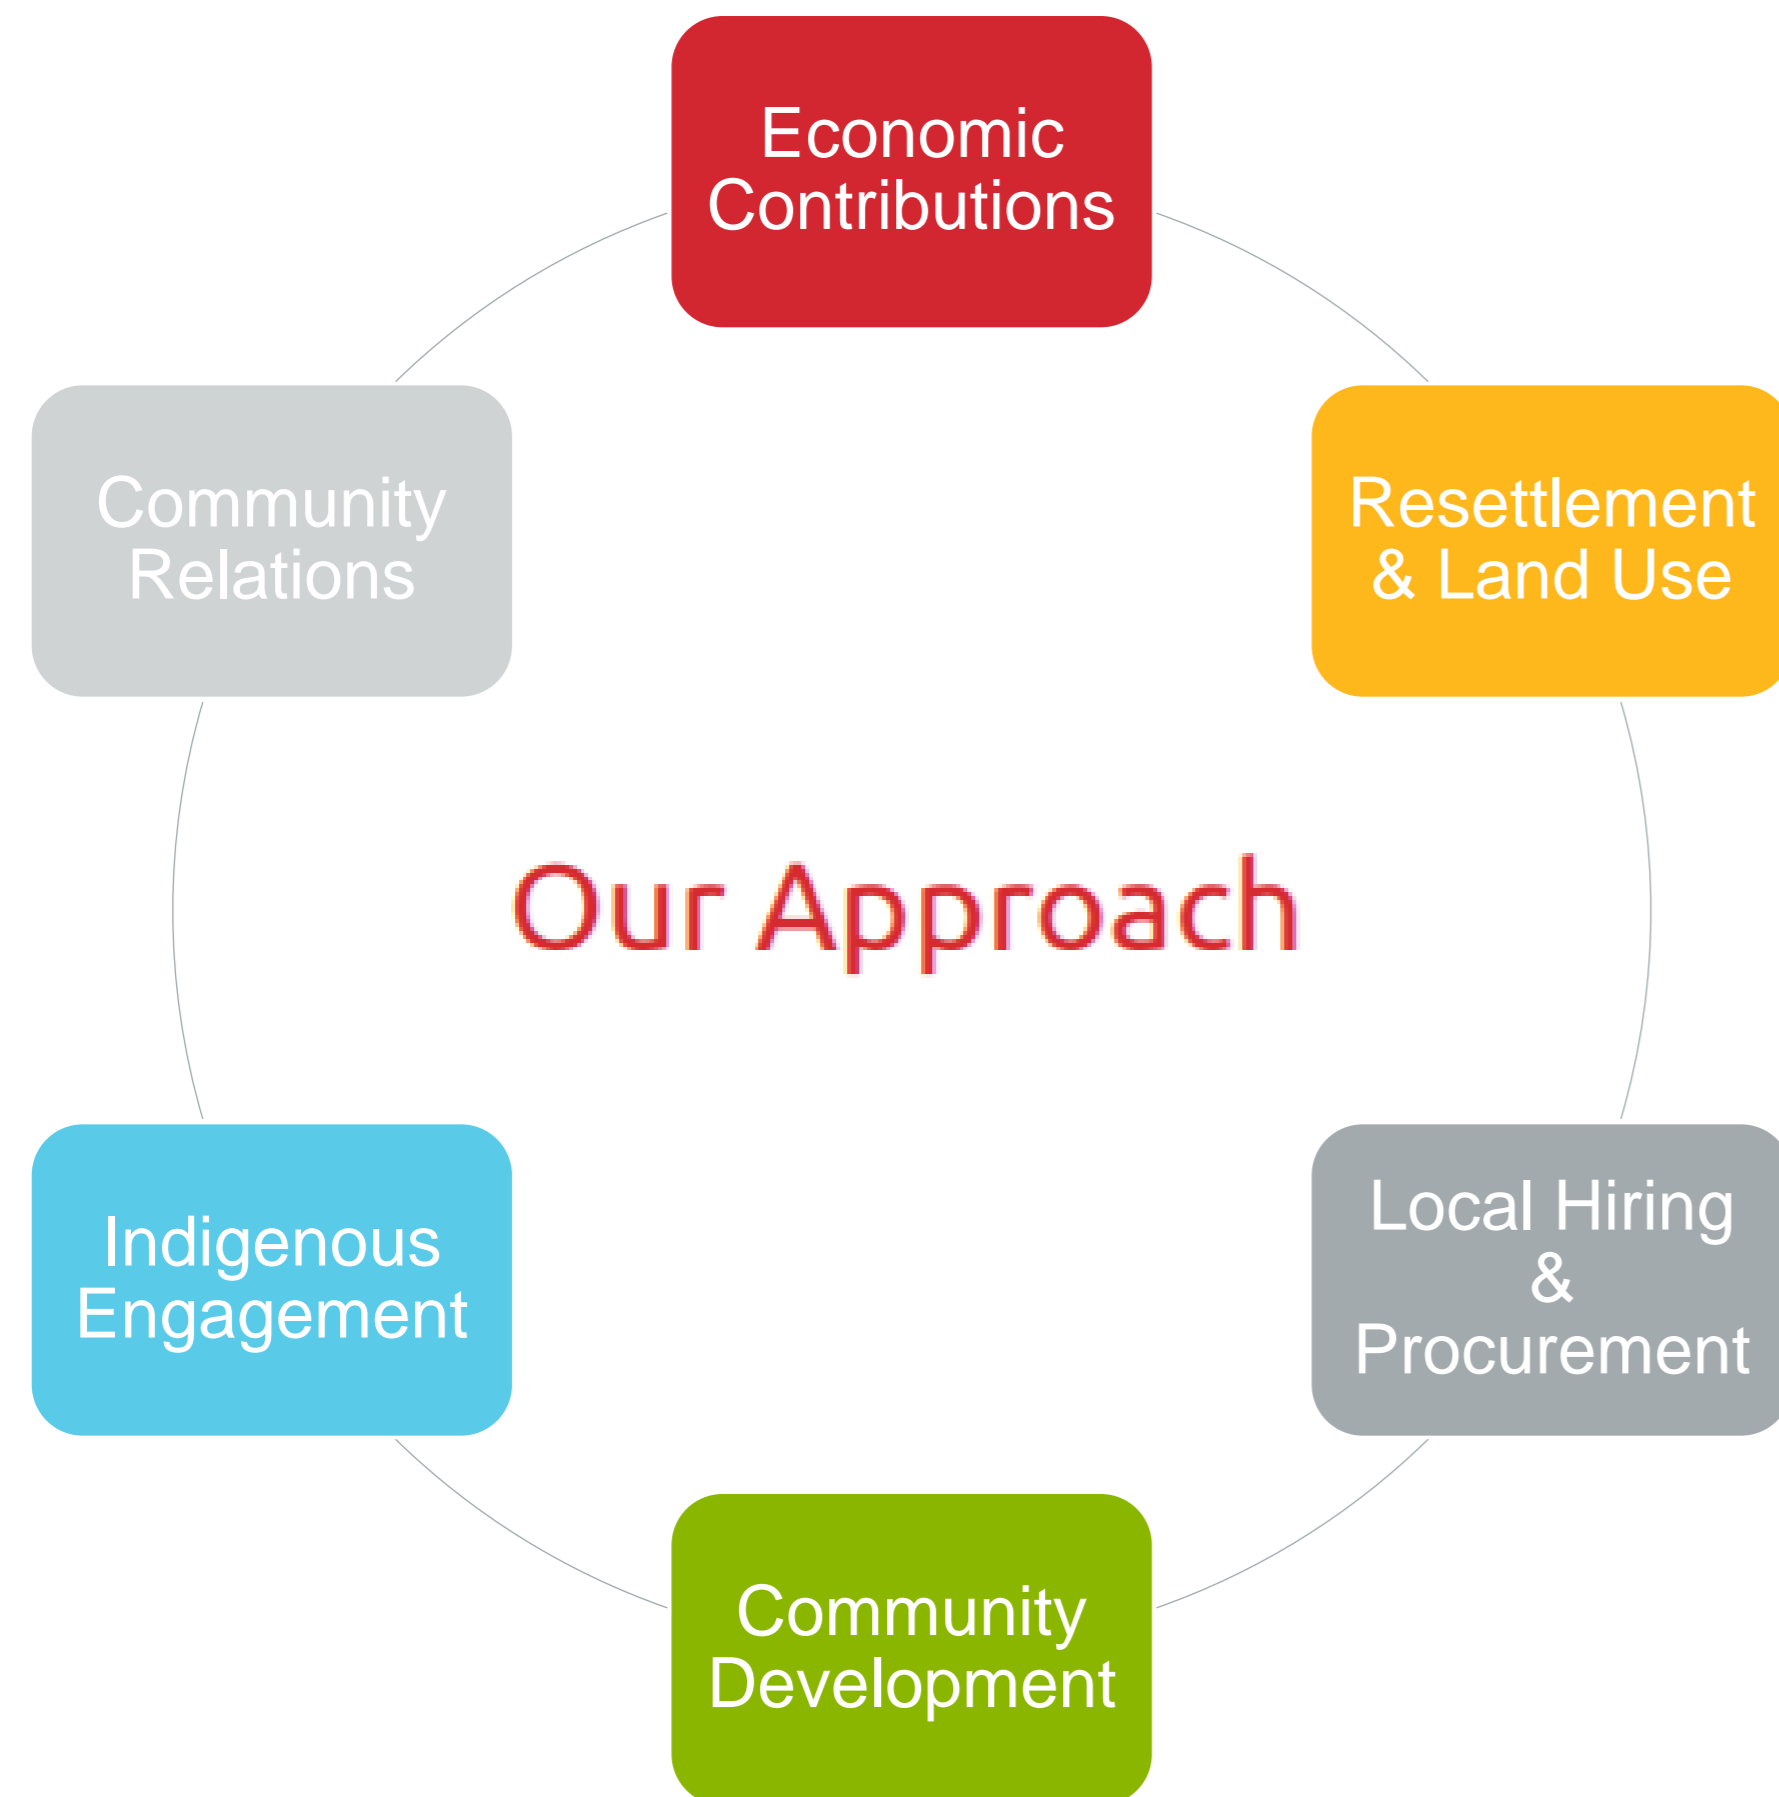 Economic
Contributions
Resettlement
& Land Use
Local Hiring
&
Procurement
Community
Development
Indigenous
Engagement
Community
Relations
Our Approach